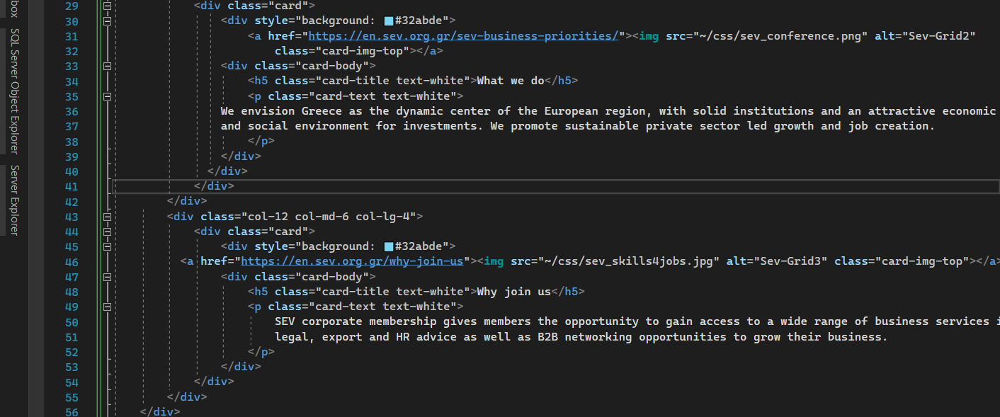 box
SQL Server Object Explorer
Server Explorer
29 <div class="card">
30 <div style="background: #32abde">
31 <a href="https://en.sev.org.gr/sev-business-priorities/"><img src="~/css/sev_conference.png" alt="Sev-Grid2"
32 class="card-img-top"></a>
33 <div class="card-body">
34 <h5 class="card-title text-white">What we do</h5>
35 <p class="card-text text-white">
36 We envision Greece as the dynamic center of the European region, with solid institutions and an attractive economic
37 and social environment for investments. We promote sustainable private sector led growth and job creation.
38 </p>
39 </div>
40 </div>
41 </div>
42 </div>
43 <div class="col-12 col-md-6 col-lg-4">
44 <div class="card">
45 <div style="background: #32abde">
46 <a href="https://en.sev.org.gr/why-join-us"><img src="~/css/sev_skills4jobs.jpg" alt="Sev-Grid3" class="card-img-top"></a>
47 <div class="card-body">
48 <h5 class="card-title text-white">Why join us</h5>
49 <p class="card-text text-white">
50 SEV corporate membership gives members the opportunity to gain access to a wide range of business services
51 legal, export and HR advice as well as B2B networking opportunities to grow their business.
52 </p>
53 </div>
54 </div>
55 </div>
56 </div>